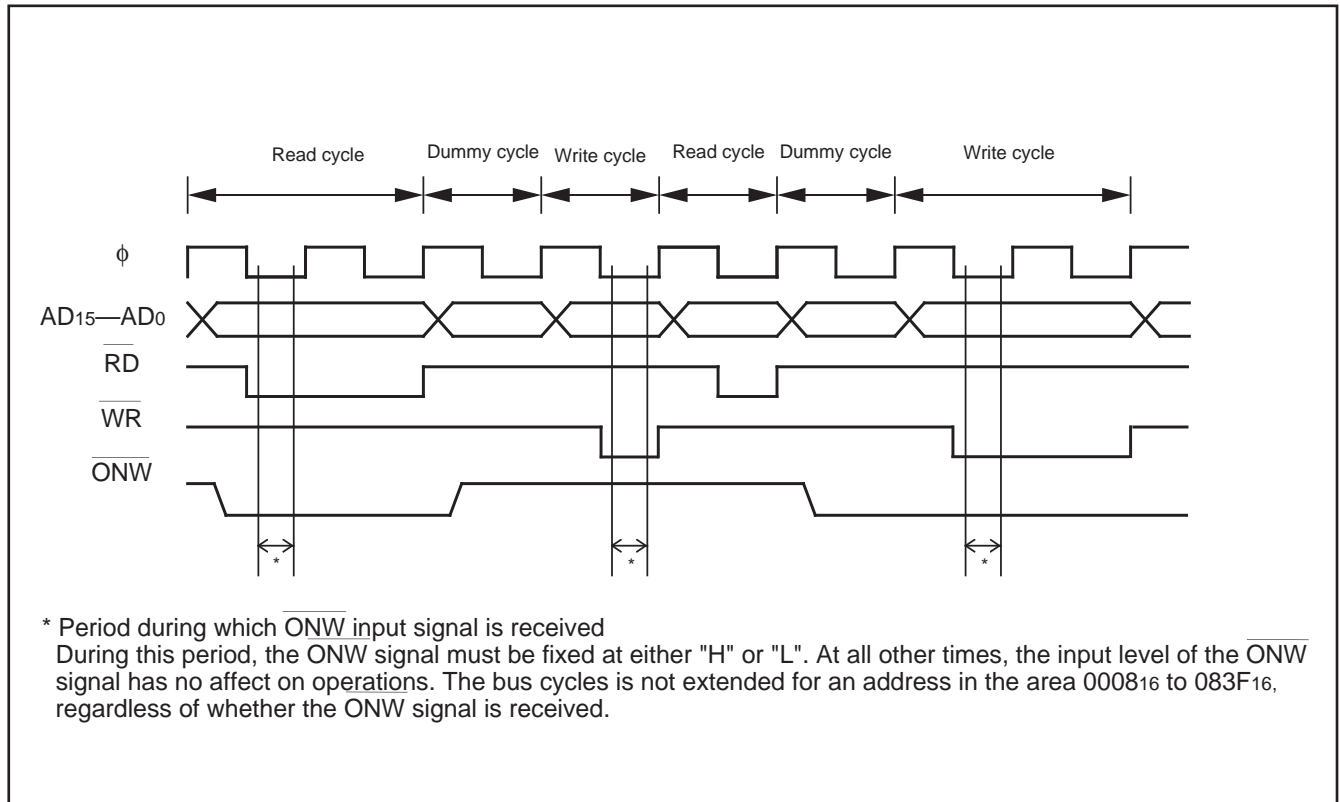 Read cycle Dummy cycle Write cycle Read cycle Dummy cycle Write cycle
ϕ
AD15—AD0
RD
WR
ONW
* * *
* Period during which ONW input signal is received
During this period, the ONW signal must be fixed at either "H" or "L". At all other times, the input level of the ONW
signal has no affect on operations. The bus cycles is not extended for an address in the area 000816 to 083F16,
regardless of whether the ONW signal is received.